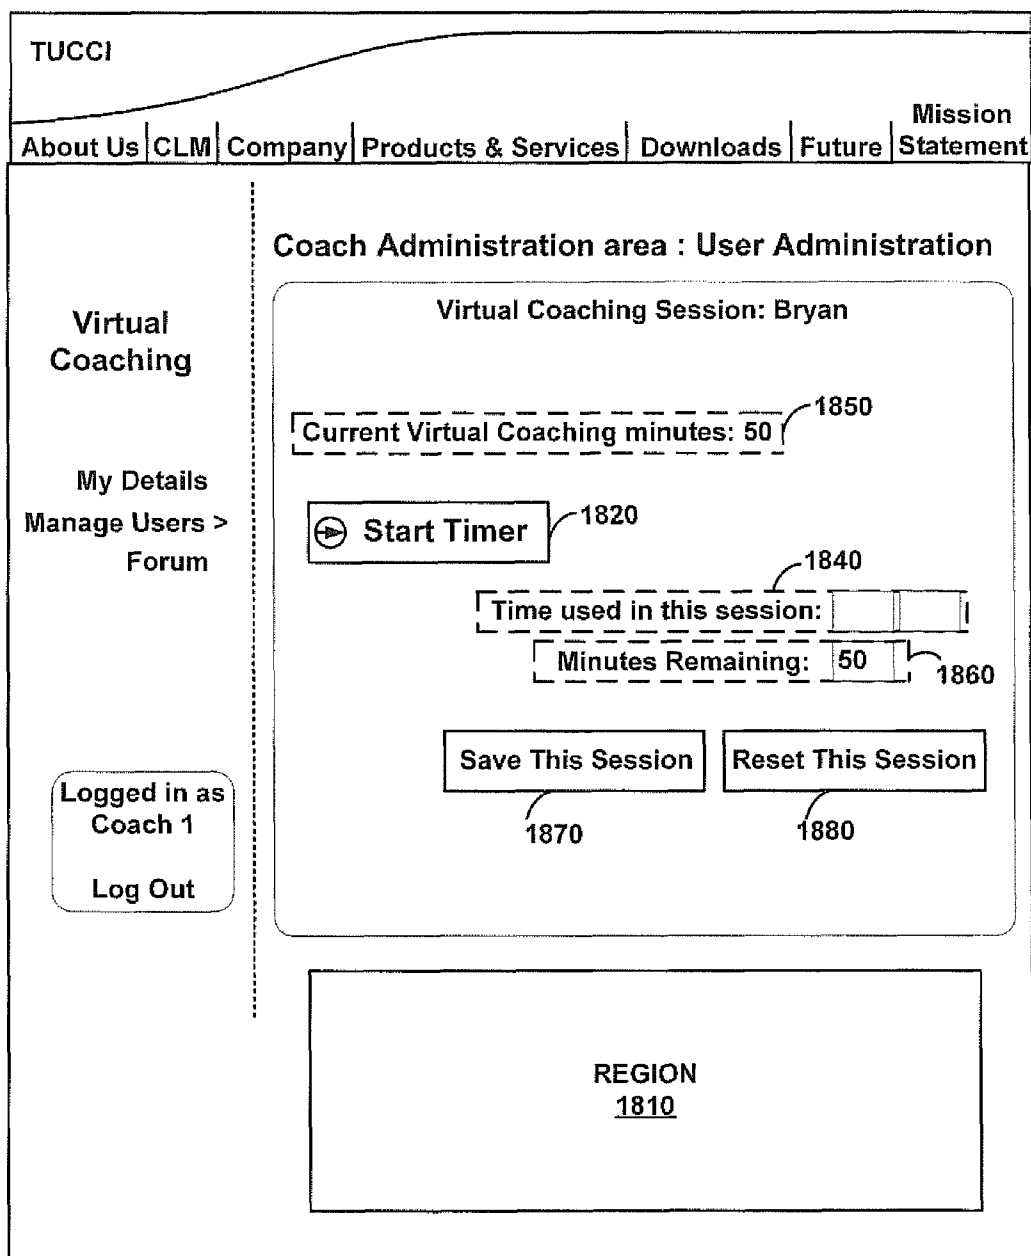 TUCCI
About Us CLM Company Products & Services Downloads Future Mission Statement
Coach Administration area : User Administration
Virtual
Coaching
My Details
Manage Users >
Forum
Logged in as
Coach 1
Log Out
Virtual Coaching Session: Bryan
Current Virtual Coaching minutes: 50
1850
Start Timer
1820
1840
Time used in this session:
Minutes Remaining: 50
1860
Save This Session
Reset This Session
1870
1880
REGION
1810